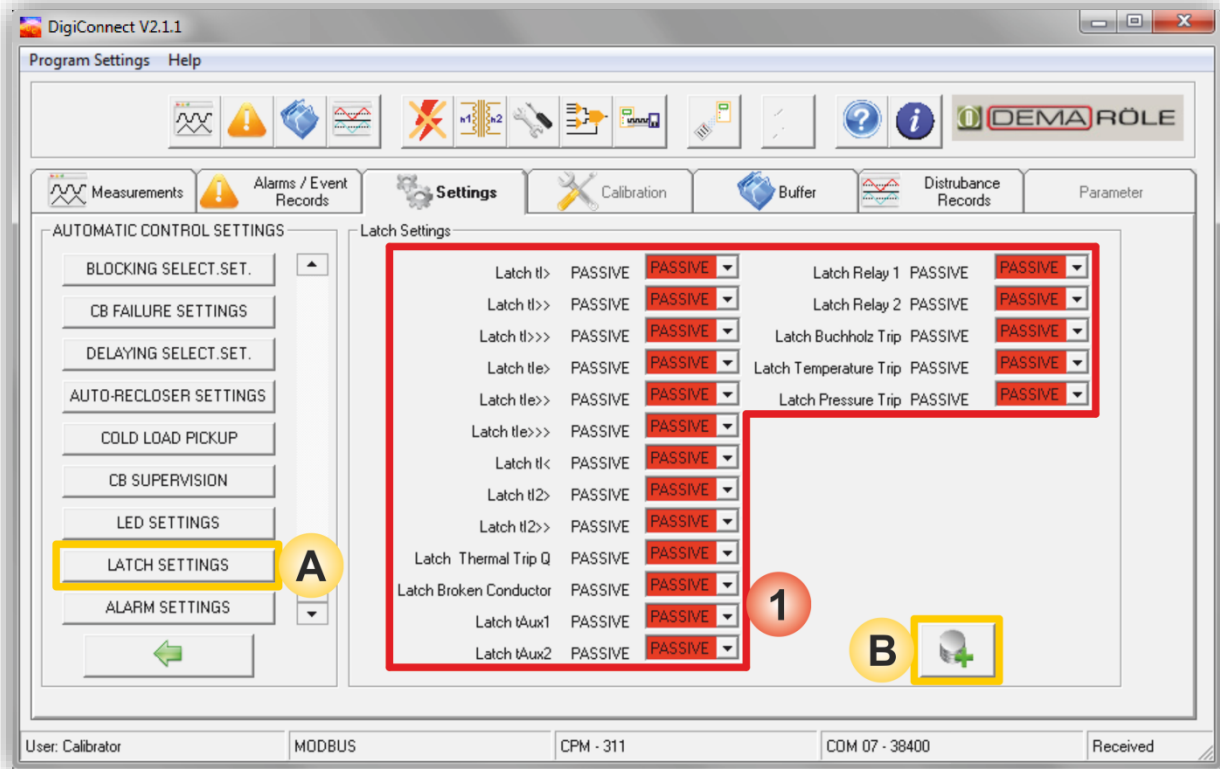 DigiConnect V2.1.1
Program Settings Help
h1 h2
DEMA RÖLE
Measurements
Alarms / Event
Records
Settings
Calibration
Buffer
Distrubance
Records
Parameter
AUTOMATIC CONTROL SETTINGS
BLOCKING SELECT.SET.
CB FAILURE SETTINGS
DELAYING SELECT.SET.
AUTO-RECLOSER SETTINGS
COLD LOAD PICKUP
CB SUPERVISION
LED SETTINGS
LATCH SETTINGS
A
ALARM SETTINGS
Latch Settings
Latch tI> PASSIVE PASSIVE
Latch tI>> PASSIVE PASSIVE
Latch tI>>> PASSIVE PASSIVE
Latch tIe> PASSIVE PASSIVE
Latch tIe>> PASSIVE PASSIVE
Latch tIe>>> PASSIVE PASSIVE
Latch tI< PASSIVE PASSIVE
Latch tI2> PASSIVE PASSIVE
Latch tI2>> PASSIVE PASSIVE
Latch Thermal Trip Q PASSIVE PASSIVE
Latch Broken Conductor PASSIVE PASSIVE
Latch tAux1 PASSIVE PASSIVE
Latch tAux2 PASSIVE PASSIVE
Latch Relay 1 PASSIVE PASSIVE
Latch Relay 2 PASSIVE PASSIVE
Latch Buchholz Trip PASSIVE PASSIVE
Latch Temperature Trip PASSIVE PASSIVE
Latch Pressure Trip PASSIVE PASSIVE
1
B
User: Calibrator
MODBUS
CPM - 311
COM 07 - 38400
Received